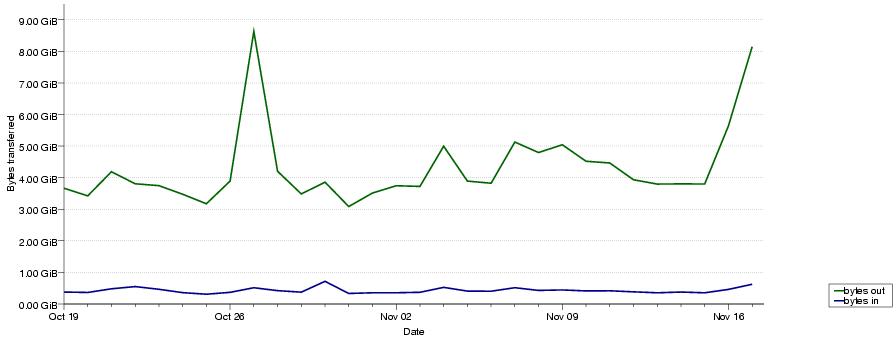 9.00 GiB
8.00 GiB
7.00 GiB
6.00 GiB
5.00 GiB
4.00 GiB
3.00 GiB
2.00 GiB
1.00 GiB
0.00 GiB
Bytes transferred
Oct 19 Oct 26 Nov 02 Nov 09 Nov 16
Date
bytes out
bytes in